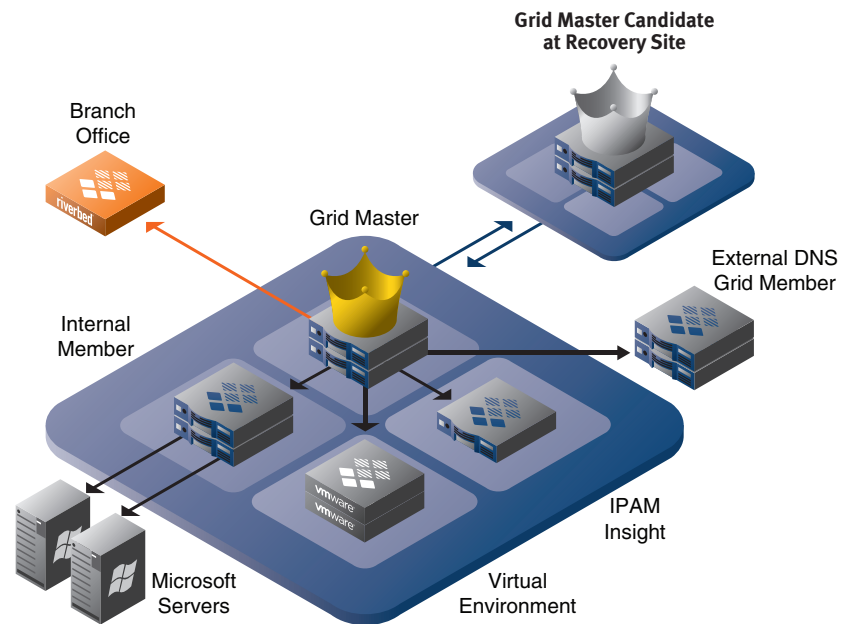 Grid Master Candidate
at Recovery Site
Branch
Office
riverbed
Grid Master
External DNS
Grid Member
Internal
Member
vmware
vmware
IPAM
Insight
Microsoft
Servers
Virtual
Environment